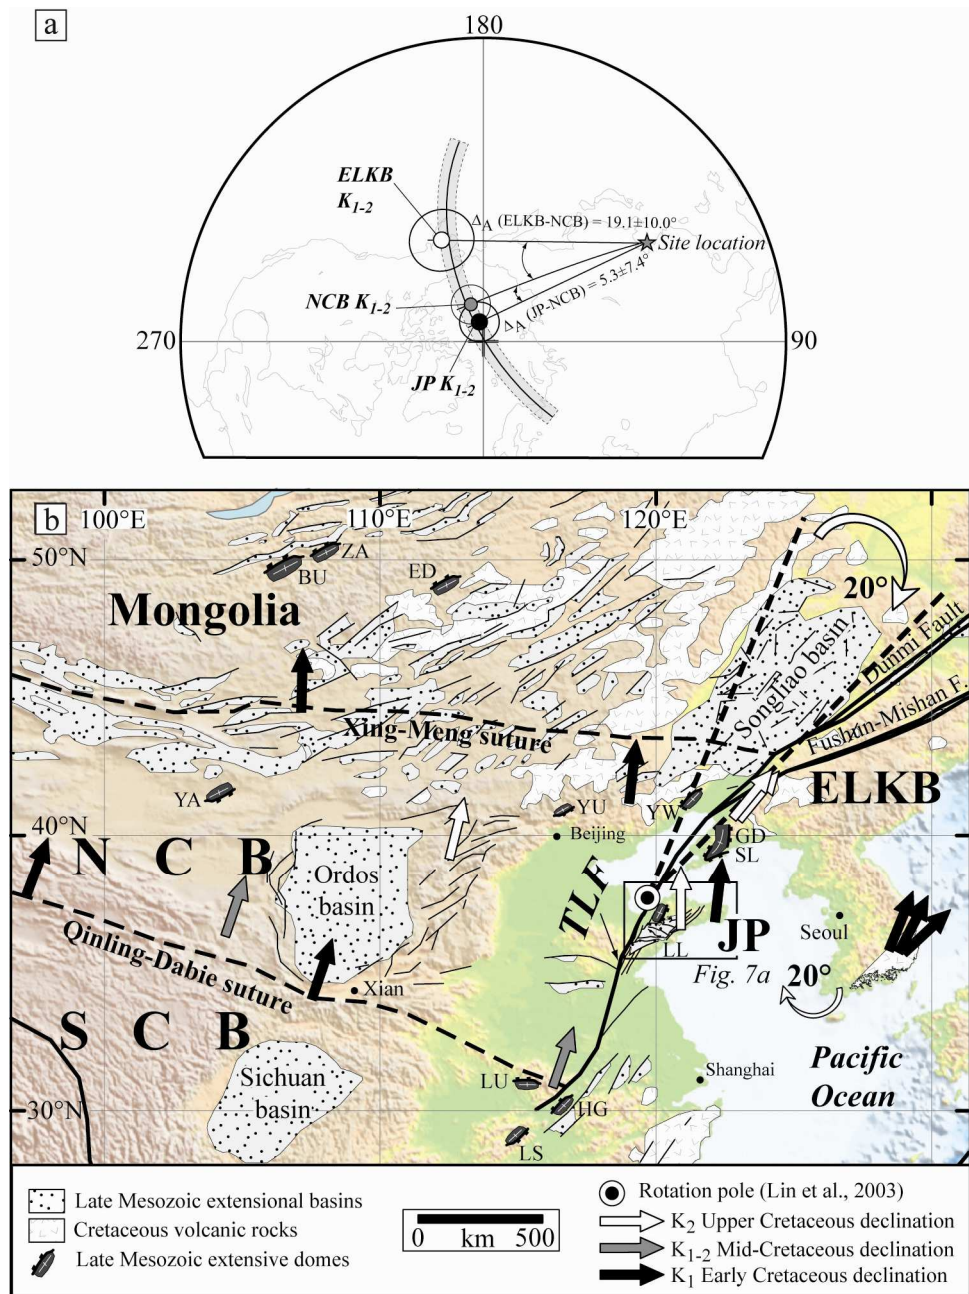 a
180
ELKB
K1-2
ΔA (ELKB-NCB) = 19.1±10.0°
Site location
NCB K1-2
ΔA (JP-NCB) = 5.3±7.4°
270
90
JP K1-2
b
100°E
110°E
120°E
50°N
ZA
BU
ED
20°
Mongolia
Songliao basin
Dunmi Fault
Fushun-Mishan F.
Xing-Meng suture
ELKB
YA
YU
YW
40°N
Beijing
GD
SL
N C B
Ordos
basin
TLF
JP
Seoul
LL
Fig. 7a
Qinling-Dabie suture
Xian
20°
S C B
Pacific
Ocean
Sichuan
basin
LU
Shanghai
30°N
HG
LS
Late Mesozoic extensional basins
Cretaceous volcanic rocks
Late Mesozoic extensive domes
0 km 500
Rotation pole (Lin et al., 2003)
K2 Upper Cretaceous declination
K1-2 Mid-Cretaceous declination
K1 Early Cretaceous declination